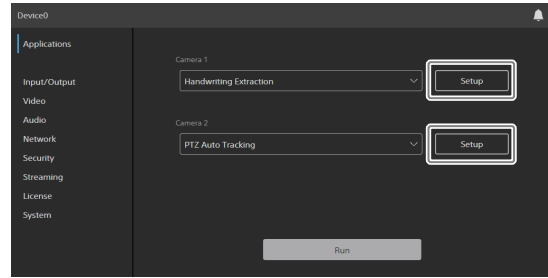 Device0
Applications
Input/Output
Video
Audio
Network
Security
Streaming
License
System
Camera 1
Handwriting Extraction
Setup
Camera 2
PTZ Auto Tracking
Setup
Run